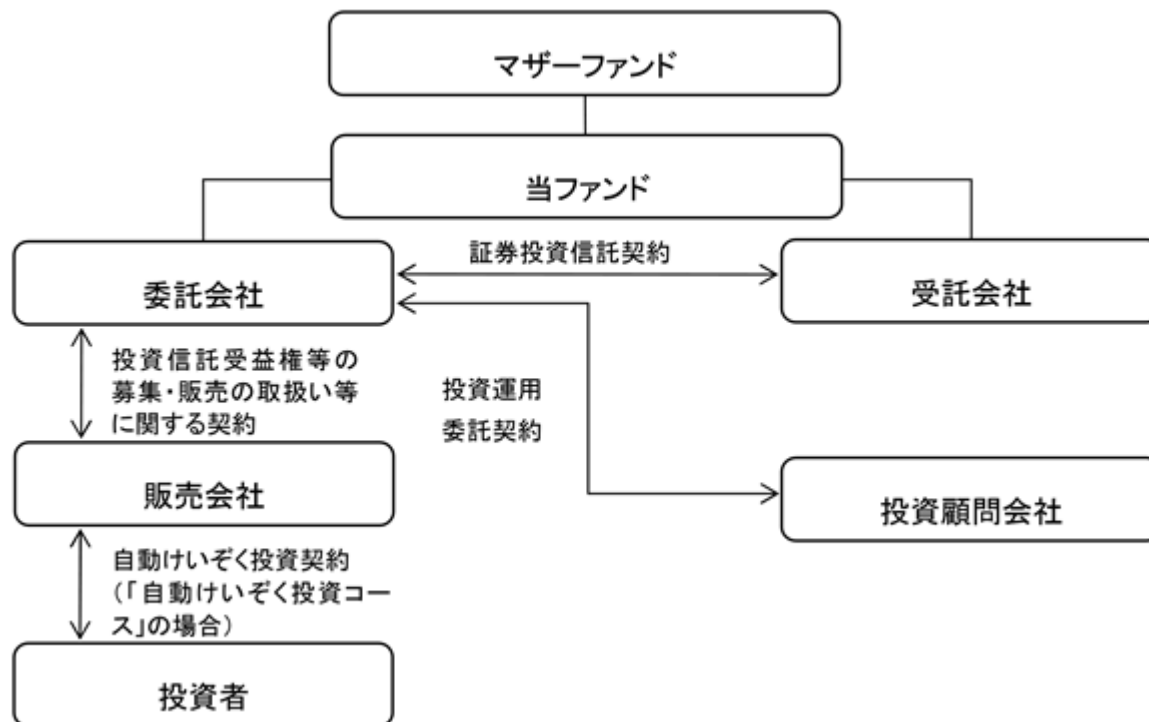 マザーファンド
当ファンド
証券投資信託契約
委託会社
受託会社
投資信託受益権等の
募集・販売の取扱い等
に関する契約
投資運用
委託契約
販売会社
投資顧問会社
自動けいぞく投資契約
(「自動けいぞく投資コー
ス」の場合)
投資者